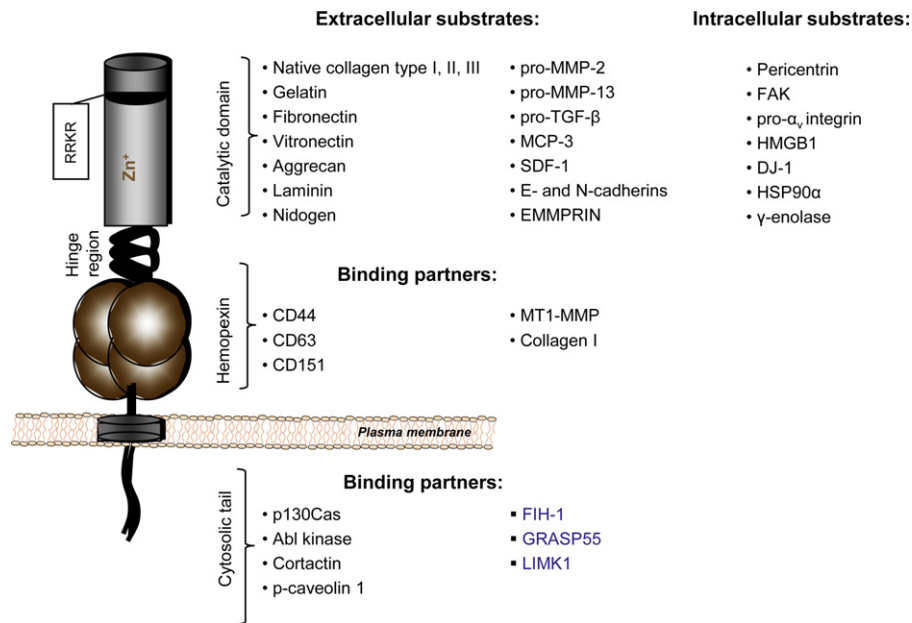 Extracellular substrates:
Intracellular substrates:
RRKR
Zn⁺
Catalytic domain
• Native collagen type I, II, III
• Gelatin
• Fibronectin
• Vitronectin
• Aggrecan
• Laminin
• Nidogen
• pro-MMP-2
• pro-MMP-13
• pro-TGF-β
• MCP-3
• SDF-1
• E- and N-cadherins
• EMMPRIN
• Pericentrin
• FAK
• pro-αᵥ integrin
• HMGB1
• DJ-1
• HSP90α
• γ-enolase
Hinge
region
Binding partners:
Hemopexin
• CD44
• CD63
• CD151
• MT1-MMP
• Collagen I
Plasma membrane
Binding partners:
Cytosolic tail
• p130Cas
• Abl kinase
• Cortactin
• p-caveolin 1
▪ FIH-1
▪ GRASP55
▪ LIMK1